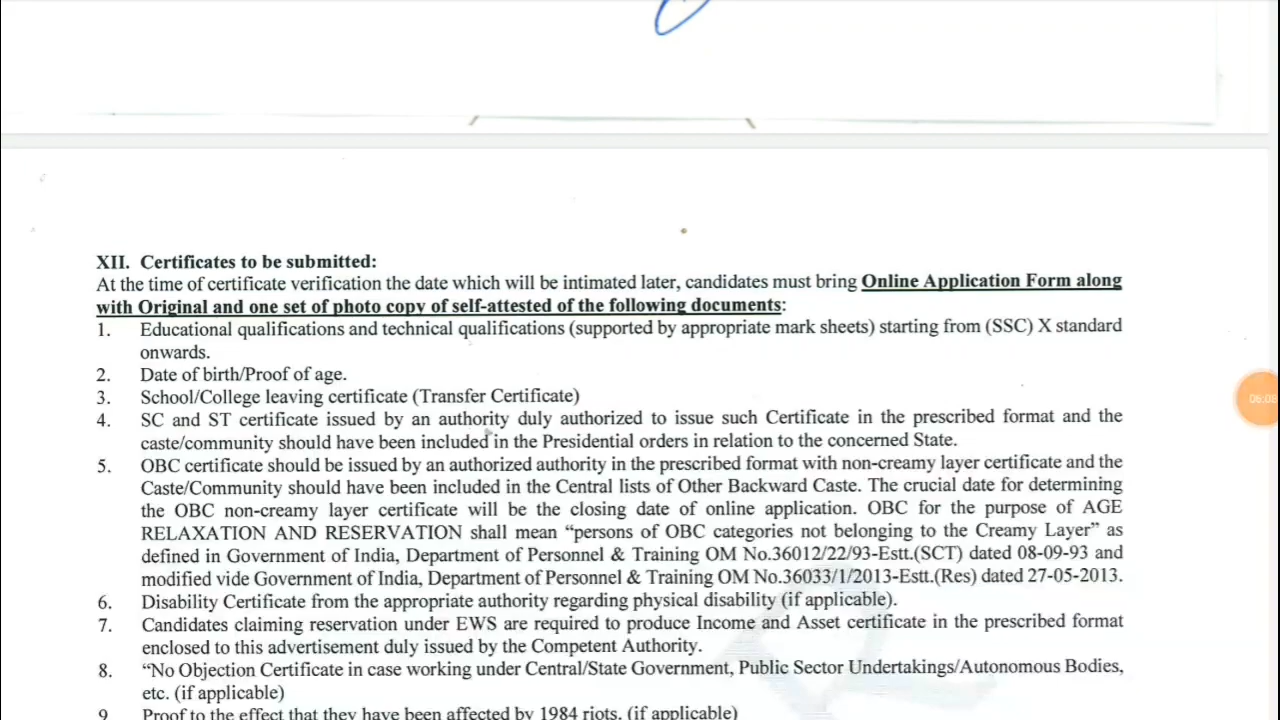 XII. Certificates to be submitted:
At the time of certificate verification the date which will be intimated later, candidates must bring Online Application Form along
with Original and one set of photo copy of self-attested of the following documents:
1. Educational qualifications and technical qualifications (supported by appropriate mark sheets) starting from (SSC) X standard
onwards.
2. Date of birth/Proof of age.
3. School/College leaving certificate (Transfer Certificate)
4. SC and ST certificate issued by an authority duly authorized to issue such Certificate in the prescribed format and the
caste/community should have been included in the Presidential orders in relation to the concerned State.
5. OBC certificate should be issued by an authorized authority in the prescribed format with non-creamy layer certificate and the
Caste/Community should have been included in the Central lists of Other Backward Caste. The crucial date for determining
the OBC non-creamy layer certificate will be the closing date of online application. OBC for the purpose of AGE
RELAXATION AND RESERVATION shall mean “persons of OBC categories not belonging to the Creamy Layer” as
defined in Government of India, Department of Personnel & Training OM No.36012/22/93-Estt.(SCT) dated 08-09-93 and
modified vide Government of India, Department of Personnel & Training OM No.36033/1/2013-Estt.(Res) dated 27-05-2013.
6. Disability Certificate from the appropriate authority regarding physical disability (if applicable).
7. Candidates claiming reservation under EWS are required to produce Income and Asset certificate in the prescribed format
enclosed to this advertisement duly issued by the Competent Authority.
8. “No Objection Certificate in case working under Central/State Government, Public Sector Undertakings/Autonomous Bodies,
etc. (if applicable)
9 Proof to the effect that they have been affected by 1984 riots. (if applicable)
06:08